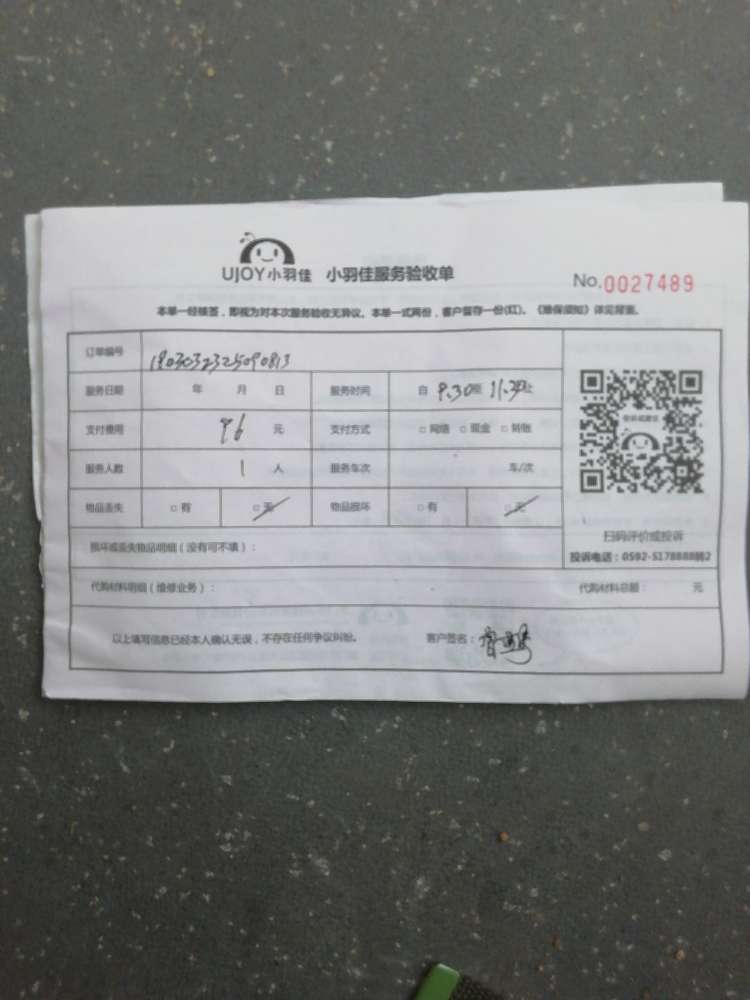 UJOY小羽佳 小羽佳服务验收单
No.0027489
本单一经核签，即视为对本次服务验收无异议。本单一式两份，客户留存一份(红)。《维保须知》详见背面。
订单编号 1803032325090813
服务日期 年 月 日 服务时间 自 9.30至 11.30止
支付费用 96 元 支付方式 □网络 □现金 □转账
服务人数 1 人 服务车次 车/次
物品丢失 □有 □无 物品损坏 □有 □无
扫码评价或投诉
投诉电话：0592-5178888转2
损坏或丢失物品明细（没有可不填）：
代购材料明细（维修业务）： 代购材料总额： 元
以上填写信息已经本人确认无误，不存在任何争议纠纷。 客户签名：